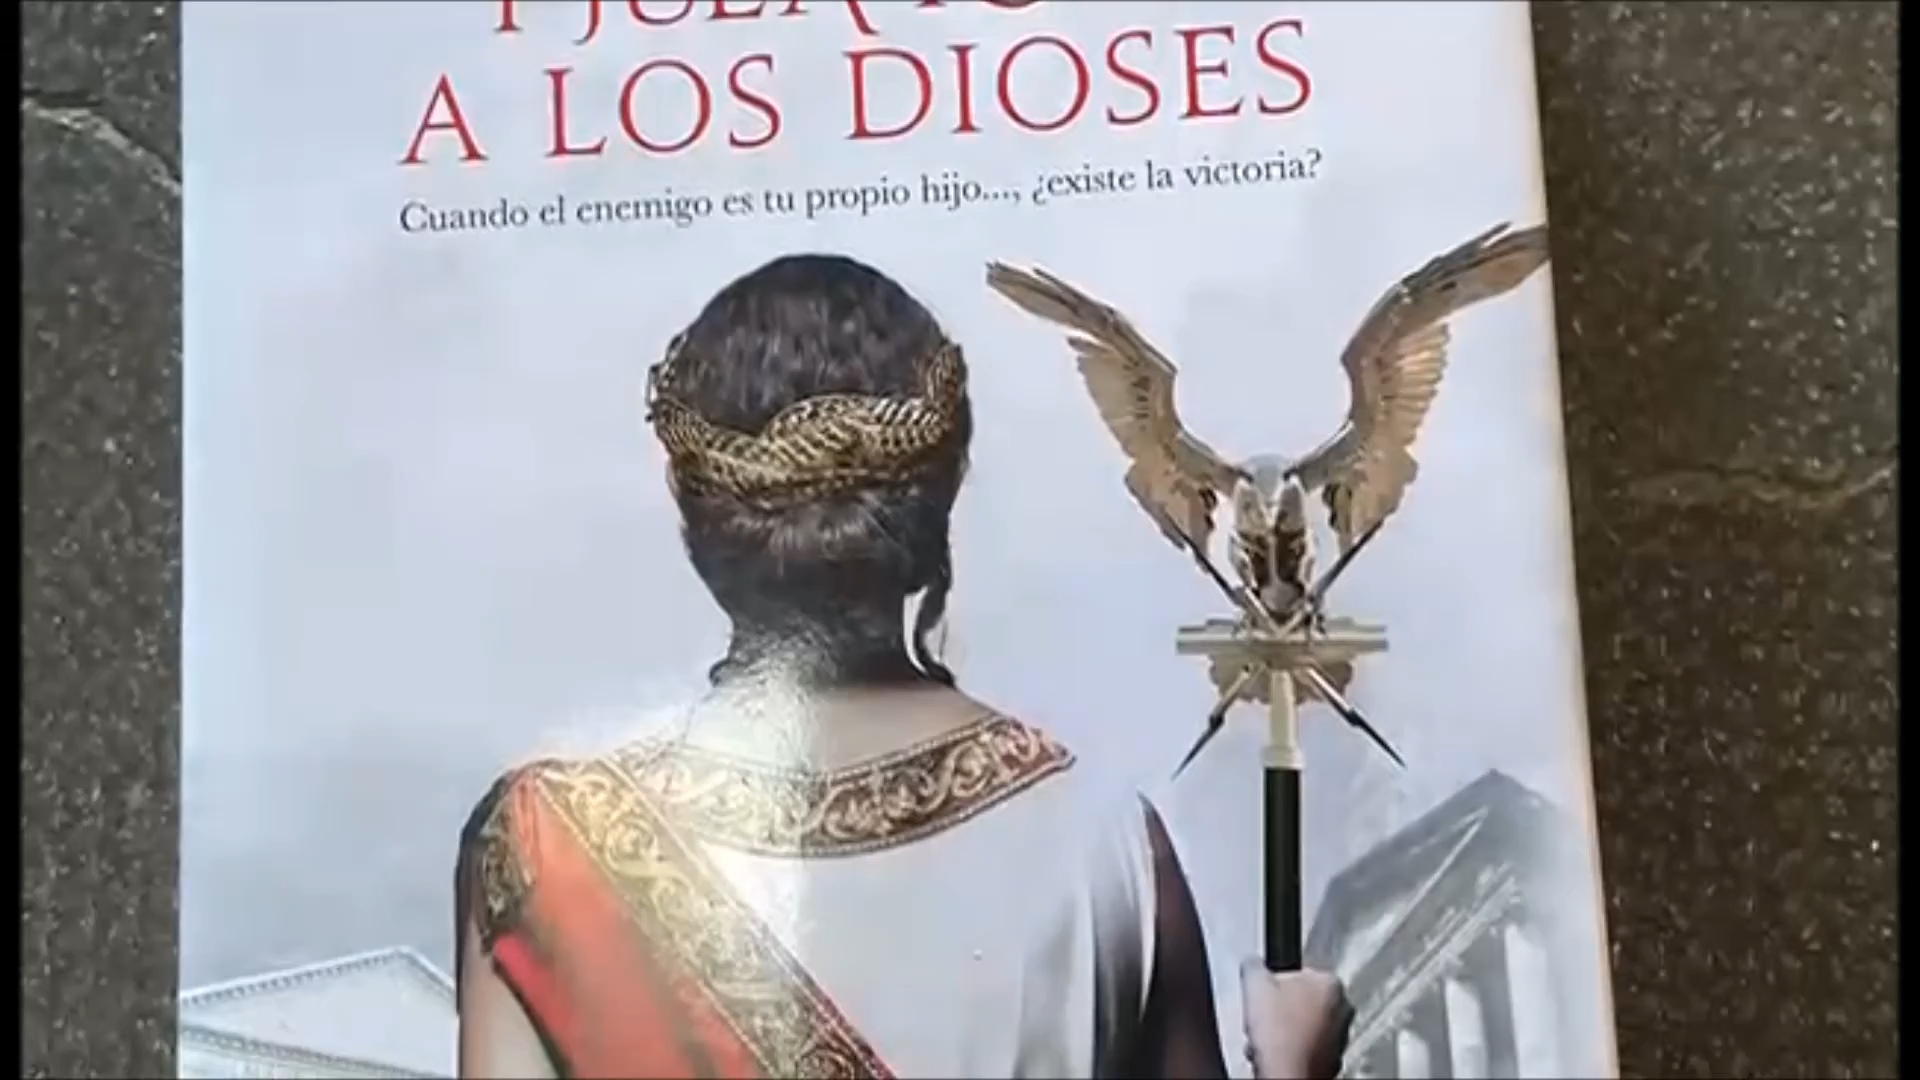 A LOS DIOSES
Cuando el enemigo es tu propio hijo..., ¿existe la victoria?